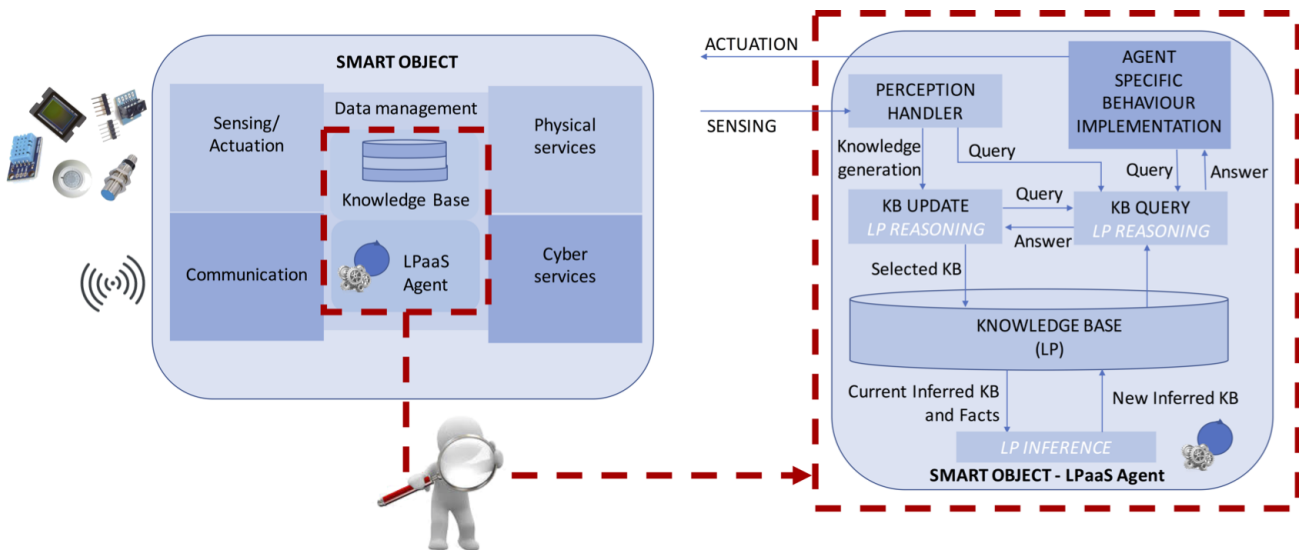 SMART OBJECT
Data management
Sensing/
Actuation
Physical
services
Knowledge Base
Communication
LPaaS
Agent
Cyber
services
ACTUATION
SENSING
AGENT
SPECIFIC
BEHAVIOUR
IMPLEMENTATION
PERCEPTION
HANDLER
Knowledge
generation
Query
Query
Answer
KB UPDATE
LP REASONING
Query
Answer
KB QUERY
LP REASONING
Selected KB
KNOWLEDGE BASE
(LP)
Current Inferred KB
and Facts
New Inferred KB
LP INFERENCE
SMART OBJECT - LPaaS Agent